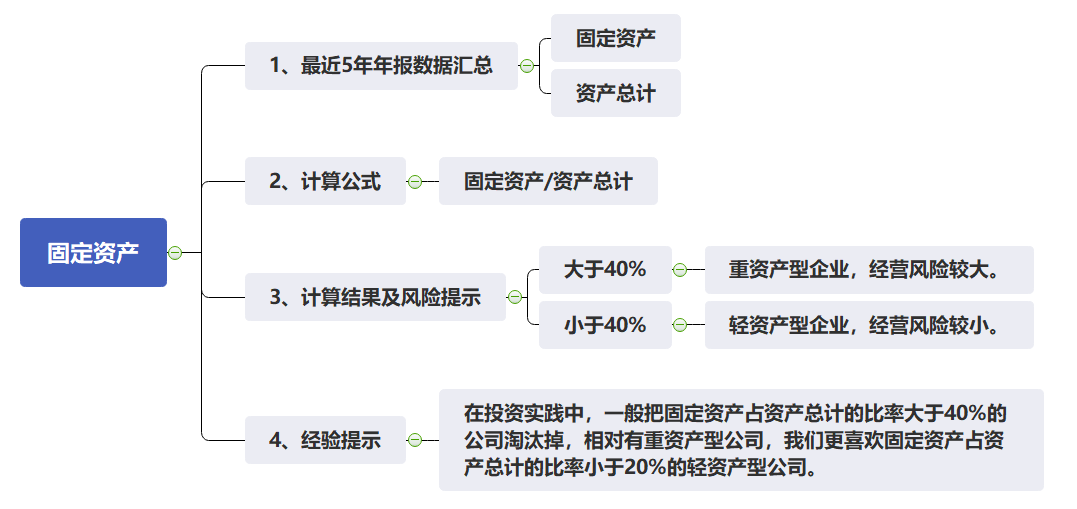 固定资产
1、最近5年年报数据汇总
固定资产
资产总计
2、计算公式
固定资产/资产总计
3、计算结果及风险提示
大于40%
重资产型企业，经营风险较大。
小于40%
轻资产型企业，经营风险较小。
4、经验提示
在投资实践中，一般把固定资产占资产总计的比率大于40%的
公司淘汰掉，相对有重资产型公司，我们更喜欢固定资产占资
产总计的比率小于20%的轻资产型公司。